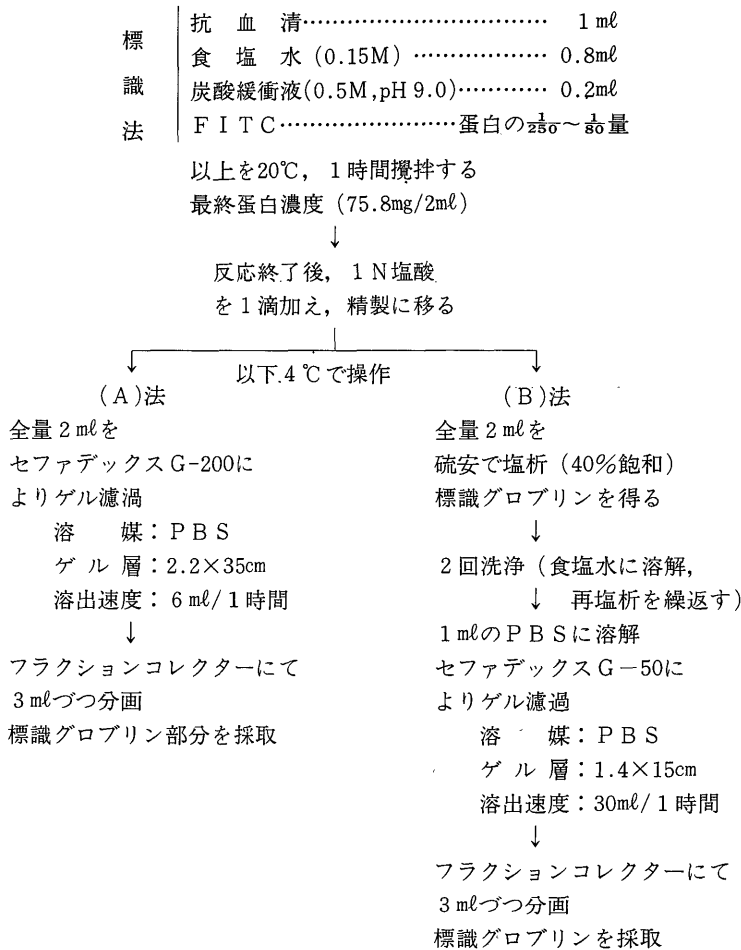 標識法
抗血清………………………… 1mℓ
食塩水(0.15M)…………… 0.8mℓ
炭酸緩衝液(0.5M,pH 9.0)………… 0.2mℓ
FITC……………………蛋白の1/250～1/80量
以上を20℃，1時間攪拌する
最終蛋白濃度（75.8mg/2mℓ）
↓
反応終了後，1N塩酸
を1滴加え，精製に移る
以下4℃で操作
(A)法
全量2mℓを
セファデックスG-200に
よりゲル濾渦
溶媒：PBS
ゲル層：2.2×35cm
溶出速度：6mℓ/1時間
↓
フラクションコレクターにて
3mℓづつ分画
標識グロブリン部分を採取
(B)法
全量2mℓを
硫安で塩析（40%飽和）
標識グロブリンを得る
↓
2回洗浄（食塩水に溶解，
↓ 再塩析を繰返す）
1mℓのPBSに溶解
セファデックスG－50に
よりゲル濾過
溶媒：PBS
ゲル層：1.4×15cm
溶出速度：30mℓ/1時間
↓
フラクションコレクターにて
3mℓづつ分画
標識グロブリンを採取